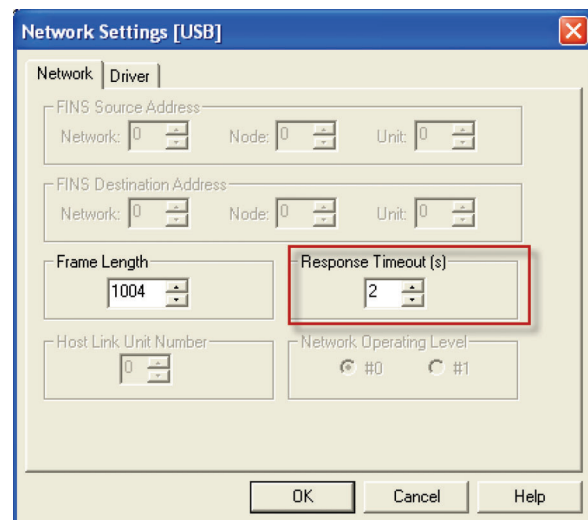 Network Settings [USB]
Network Driver
FINS Source Address
Network: 0 Node: 0 Unit: 0
FINS Destination Address
Network: 0 Node: 0 Unit: 0
Frame Length Response Timeout (s)
1004 2
Host Link Unit Number Network Operating Level
0 #0 #1
OK Cancel Help